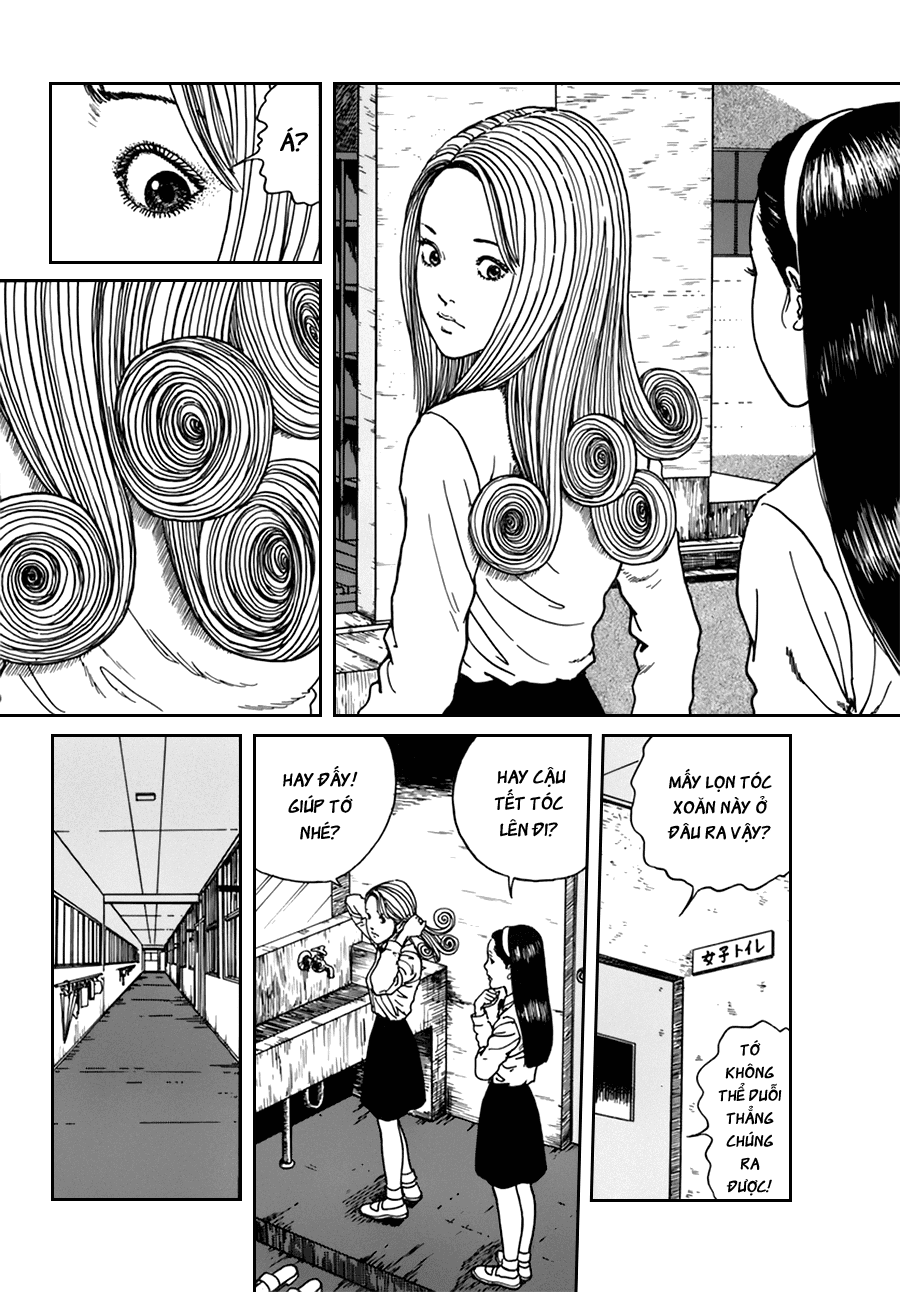 Á?
MẤY LỌN TÓC
XOĂN NÀY Ở
ĐÂU RA VẬY?
女子トイレ
TỚ
KHÔNG
THỂ DUỖI
THẲNG
CHÚNG
RA
ĐƯỢC!
HAY CẬU
TẾT TÓC
LÊN ĐI?
HAY ĐẤY!
GIÚP TỚ
NHÉ?